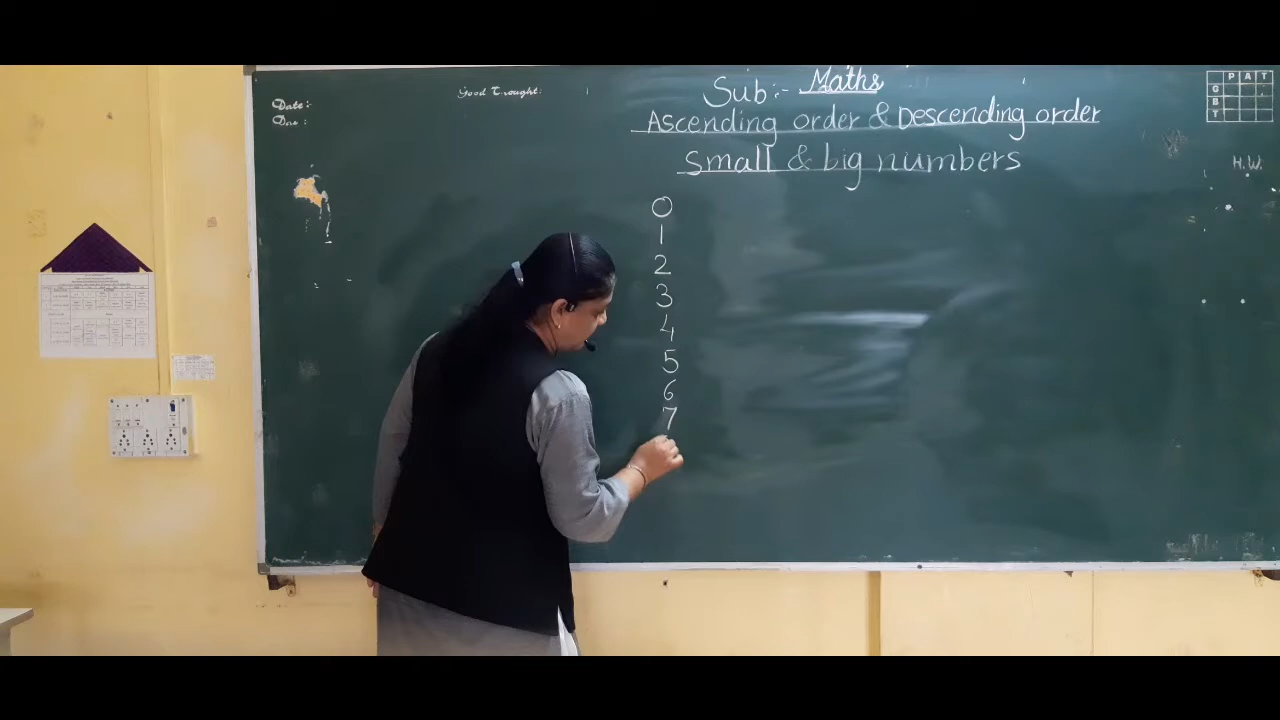 Date:-
Day :
Good Trought:
Sub:- Maths
Ascending order & Descending order
Small & big numbers
P A T
G
B
T
H.W.
0
1
2
3
4
5
6
7